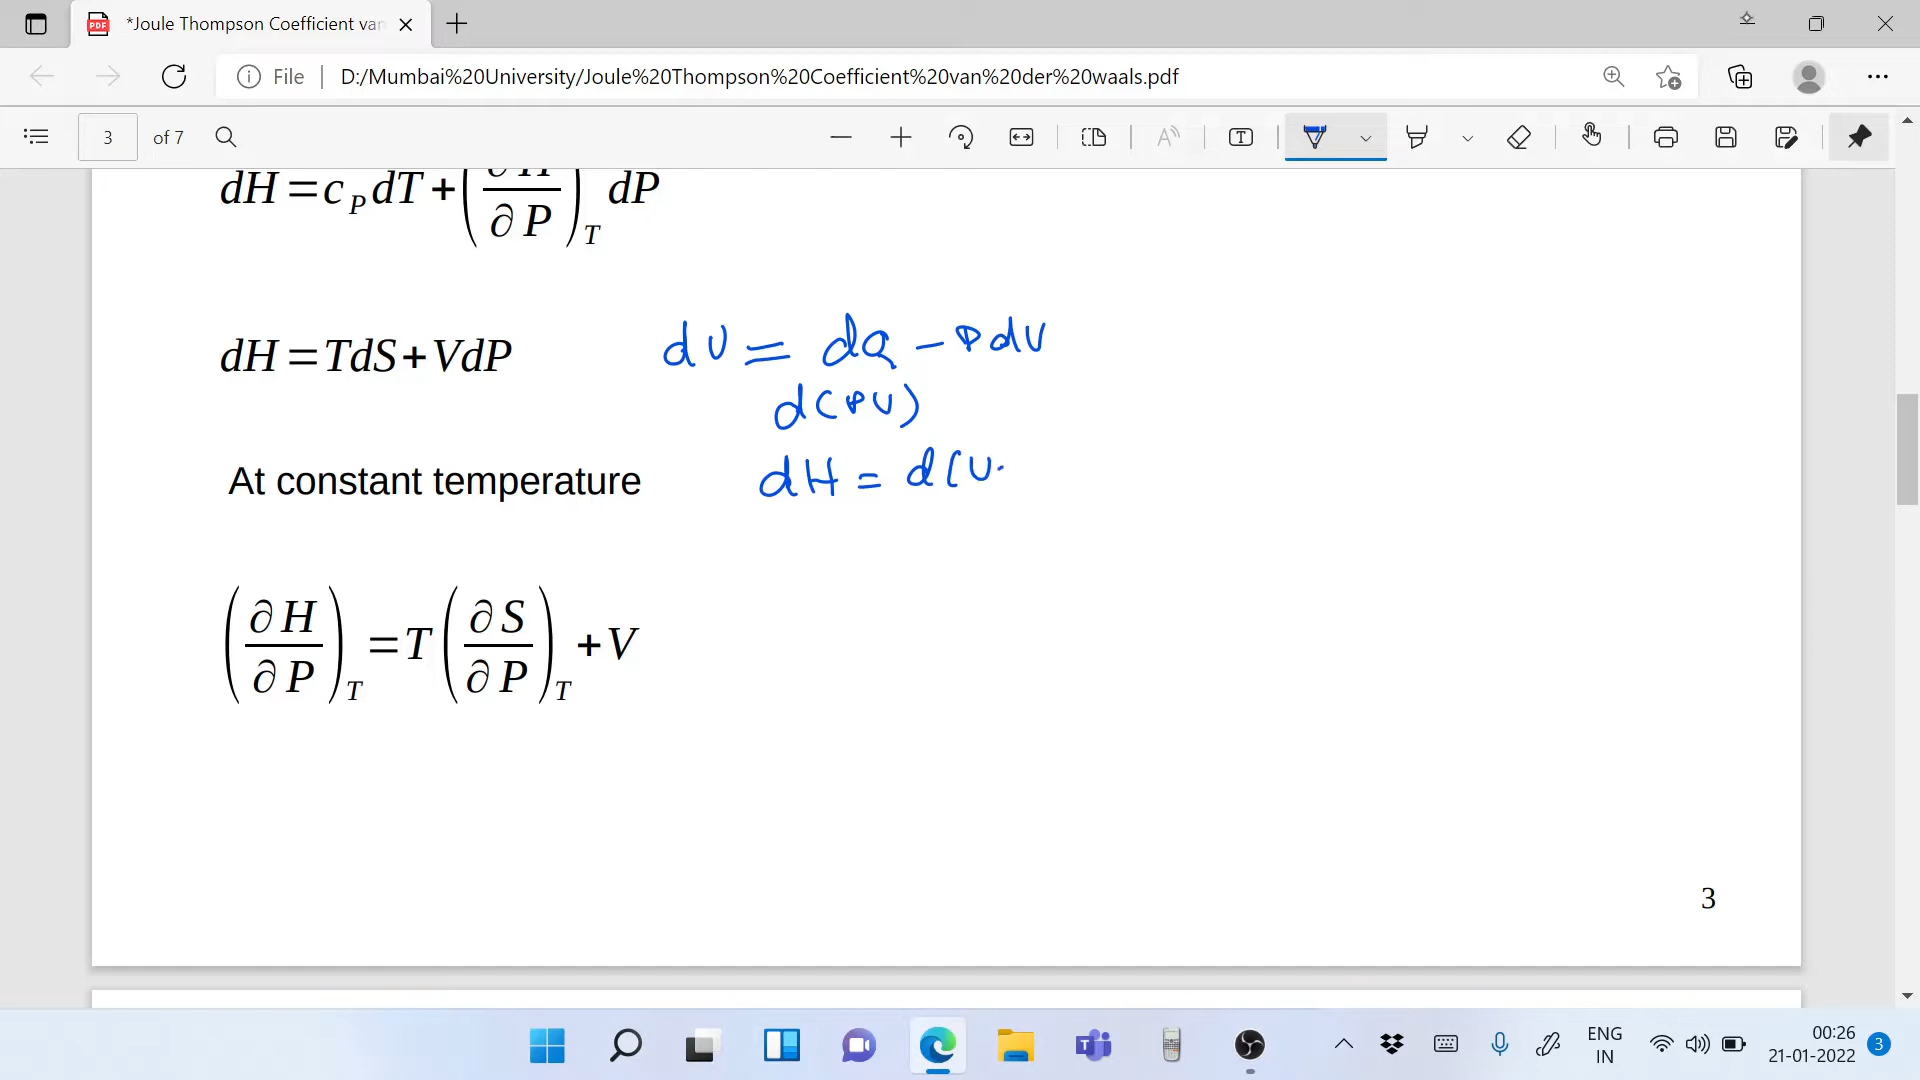 *Joule Thompson Coefficient van
File D:/Mumbai%20University/Joule%20Thompson%20Coefficient%20van%20der%20waals.pdf
3 of 7
dH = c_P dT + (∂H/∂P)_T dP
dH = TdS + VdP
dU = dQ - PdV
d(PV)
At constant temperature
dH = d(U
(∂H/∂P)_T = T(∂S/∂P)_T + V
3
ENG
IN
00:26
21-01-2022
3